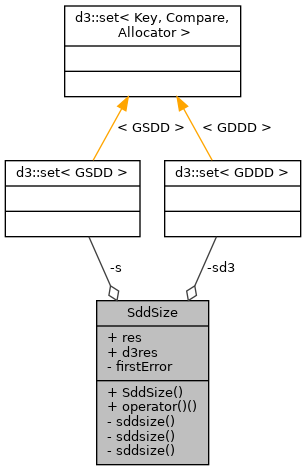 d3::set< Key, Compare,
Allocator >
< GSDD >
< GDDD >
d3::set< GSDD >
d3::set< GDDD >
-s
-sd3
SddSize
+ res
+ d3res
- firstError
+ SddSize()
+ operator()()
- sddsize()
- sddsize()
- sddsize()